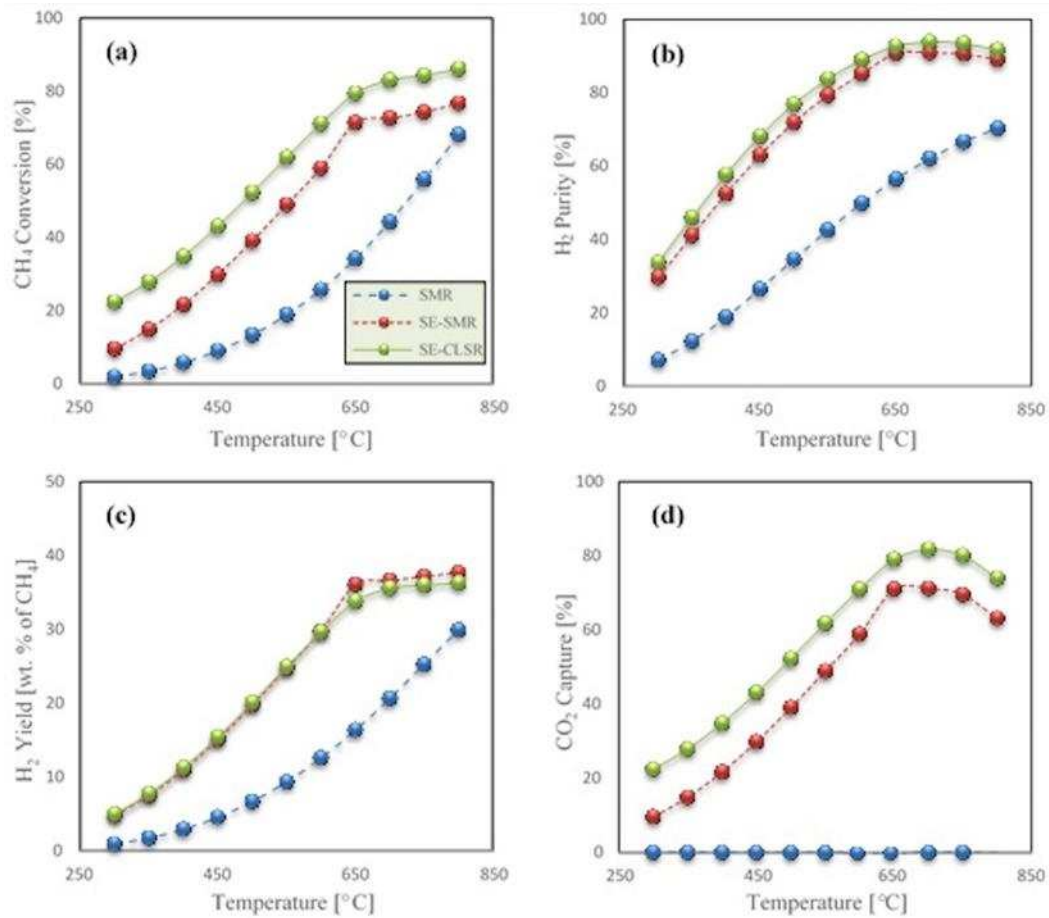 (a)
CH₄ Conversion [%]
100
80
60
40
20
0
250
450
650
850
Temperature [°C]
SMR
SE-SMR
SE-CLSR
(b)
H₂ Purity [%]
100
80
60
40
20
0
250
450
650
850
Temperature [°C]
(c)
H₂ Yield [wt. % of CH₄]
50
40
30
20
10
0
250
450
650
850
Temperature [°C]
(d)
CO₂ Capture [%]
100
80
60
40
20
0
250
450
650
850
Temperature [°C]